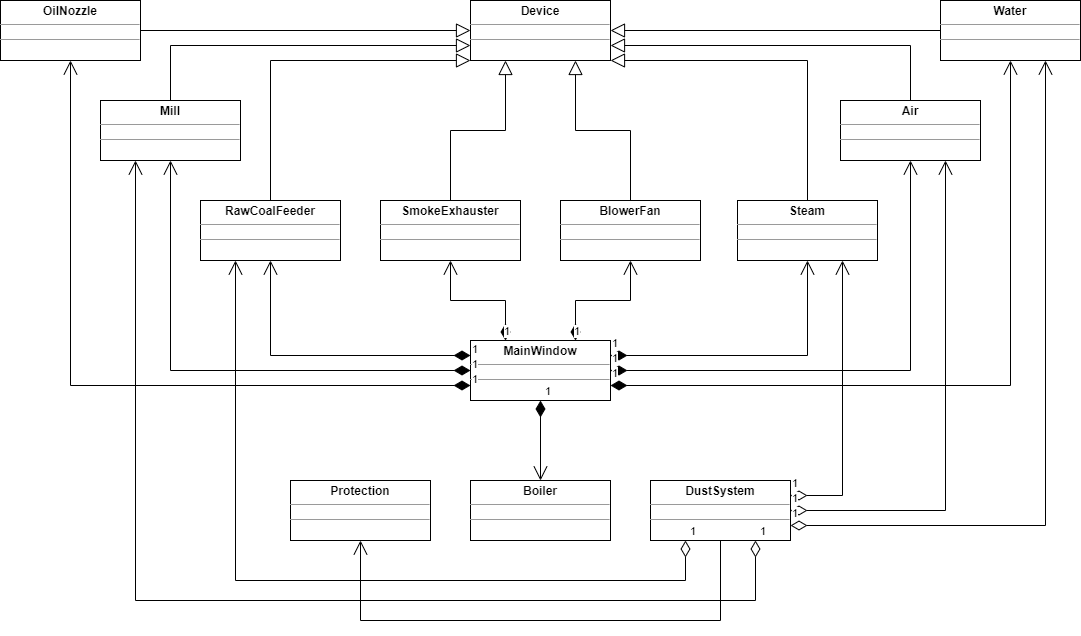 OilNozzle
Device
Water
Mill
Air
RawCoalFeeder
SmokeExhauster
BlowerFan
Steam
1
1
1
MainWindow
1
1
1
1
1
1
Protection
Boiler
DustSystem
1
1
1
1
1